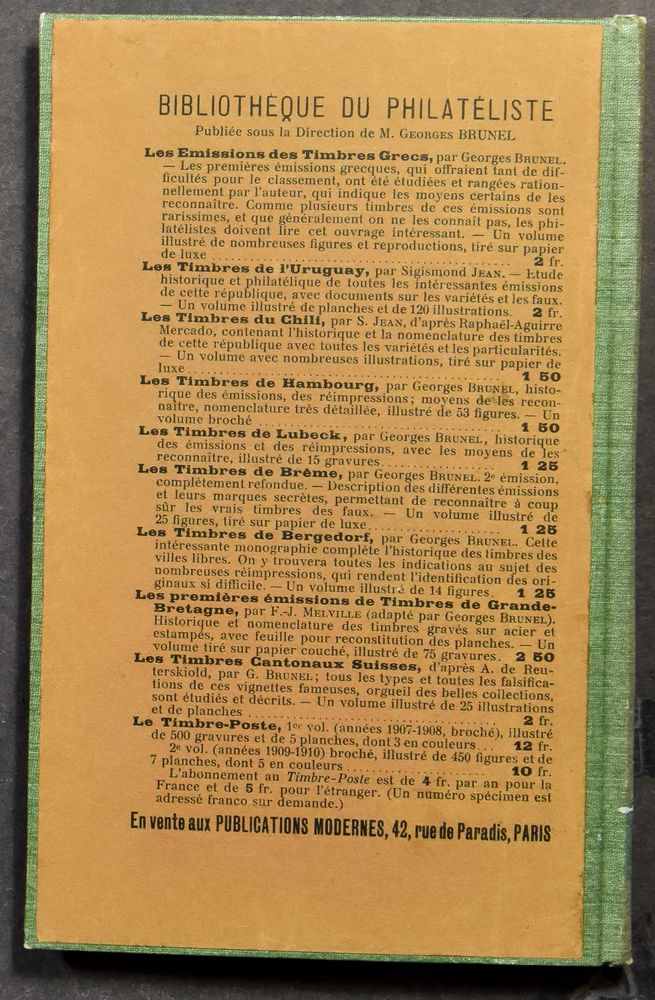 BIBLIOTHÈQUE DU PHILATÉLISTE
Publiée sous la Direction de M. GEORGES BRUNEL
Les Emissions des Timbres Grecs, par Georges BRUNEL.
— Les premières émissions grecques, qui offraient tant de dif-
ficultés pour le classement, ont été étudiées et rangées ration-
nellement par l'auteur, qui indique les moyens certains de les
reconnaître. Comme plusieurs timbres de ces émissions sont
rarissimes, et que généralement on ne les connaît pas, les phi-
latélistes doivent lire cet ouvrage intéressant. — Un volume
illustré de nombreuses figures et reproductions, tiré sur papier
de luxe .......... 2 fr.
Les Timbres de l'Uruguay, par Sigismond JEAN. — Etude
historique et philatélique de toutes les intéressantes émissions
de cette république, avec documents sur les variétés et les faux.
— Un volume illustré de planches et de 120 illustrations. 2 fr.
Les Timbres du Chili, par S. JEAN, d'après Raphaël-Aguirre
Mercado, contenant l'historique et la nomenclature des timbres
de cette république avec toutes les variétés et les particularités.
— Un volume avec nombreuses illustrations, tiré sur papier de
luxe .......... 1 50
Les Timbres de Hambourg, par Georges BRUNEL, histo-
rique des émissions, des réimpressions; moyens de les recon-
naître, nomenclature très détaillée, illustré de 53 figures. — Un
volume broché .......... 1 50
Les Timbres de Lubeck, par Georges BRUNEL, historique
des émissions et des réimpressions, avec les moyens de les
reconnaître, illustré de 15 gravures .......... 1 25
Les Timbres de Brême, par Georges BRUNEL. 2e émission,
complètement refondue. — Description des différentes émissions
et leurs marques secrètes, permettant de reconnaître à coup
sûr les vrais timbres des faux. — Un volume illustré de
25 figures, tiré sur papier de luxe .......... 1 25
Les Timbres de Bergedorf, par Georges BRUNEL. Cette
intéressante monographie complète l'historique des timbres des
villes libres. On y trouvera toutes les indications au sujet des
nombreuses réimpressions, qui rendent l'identification des ori-
ginaux si difficile. — Un volume illustré de 14 figures. 1 25
Les premières émissions de Timbres de Grande-
Bretagne, par F.-J. MELVILLE (adapté par Georges BRUNEL).
Historique et nomenclature des timbres gravés sur acier et
estampés, avec feuille pour reconstitution des planches. — Un
volume tiré sur papier couché, illustré de 75 gravures. 2 50
Les Timbres Cantonaux Suisses, d'après A. de Reu-
terskiold, par G. BRUNEL; tous les types et toutes les falsifica-
tions de ces vignettes fameuses, orgueil des belles collections,
sont étudiés et décrits. — Un volume illustré de 25 illustrations
et de planches .......... 2 fr.
Le Timbre-Poste, 1er vol. (années 1907-1908, broché), illustré
de 500 gravures et de 5 planches, dont 3 en couleurs ... 12 fr.
2e vol. (années 1909-1910) broché, illustré de 450 figures et de
7 planches, dont 5 en couleurs .......... 10 fr.
L'abonnement au Timbre-Poste est de 4 fr. par an pour la
France et de 5 fr. pour l'étranger. (Un numéro spécimen est
adressé franco sur demande.)
En vente aux PUBLICATIONS MODERNES, 42, rue de Paradis, PARIS